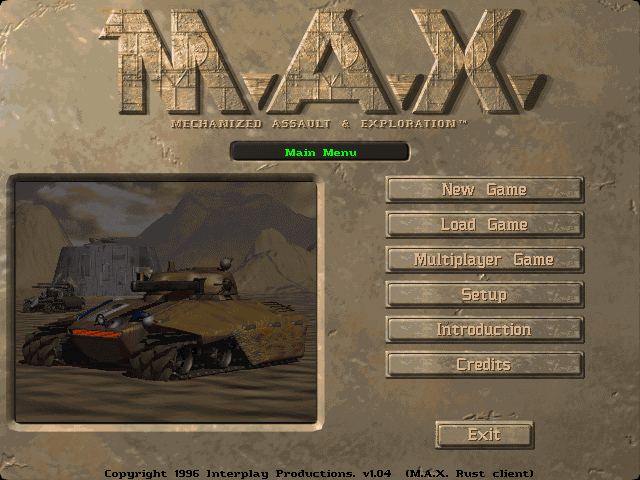 M.A.X.
MECHANIZED ASSAULT & EXPLORATION™
Main Menu
New Game
Load Game
Multiplayer Game
Setup
Introduction
Credits
Exit
Copyright 1996 Interplay Productions. v1.04 (M.A.X. Rust client)